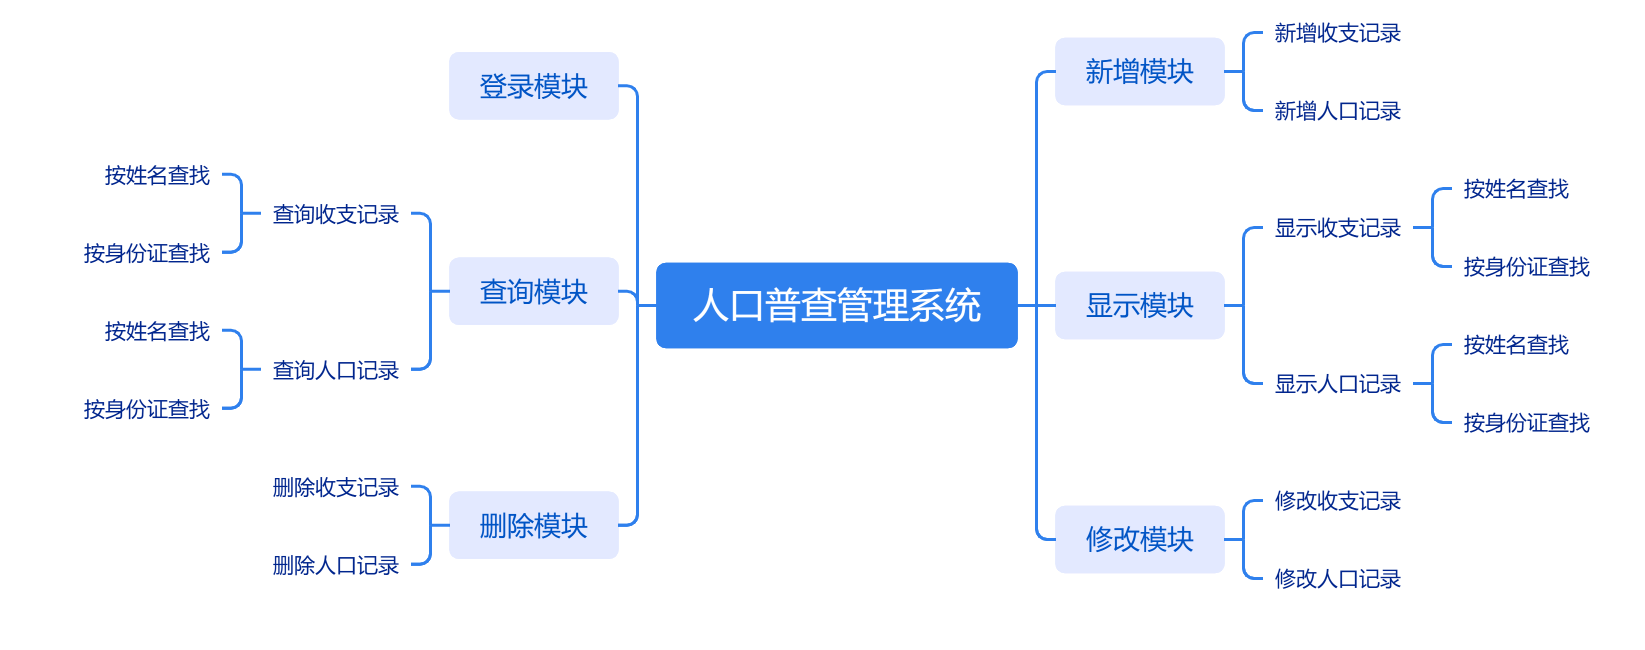 人口普查管理系统
登录模块
查询模块
查询收支记录
按姓名查找
按身份证查找
查询人口记录
按姓名查找
按身份证查找
删除模块
删除收支记录
删除人口记录
新增模块
新增收支记录
新增人口记录
显示模块
显示收支记录
按姓名查找
按身份证查找
显示人口记录
按姓名查找
按身份证查找
修改模块
修改收支记录
修改人口记录